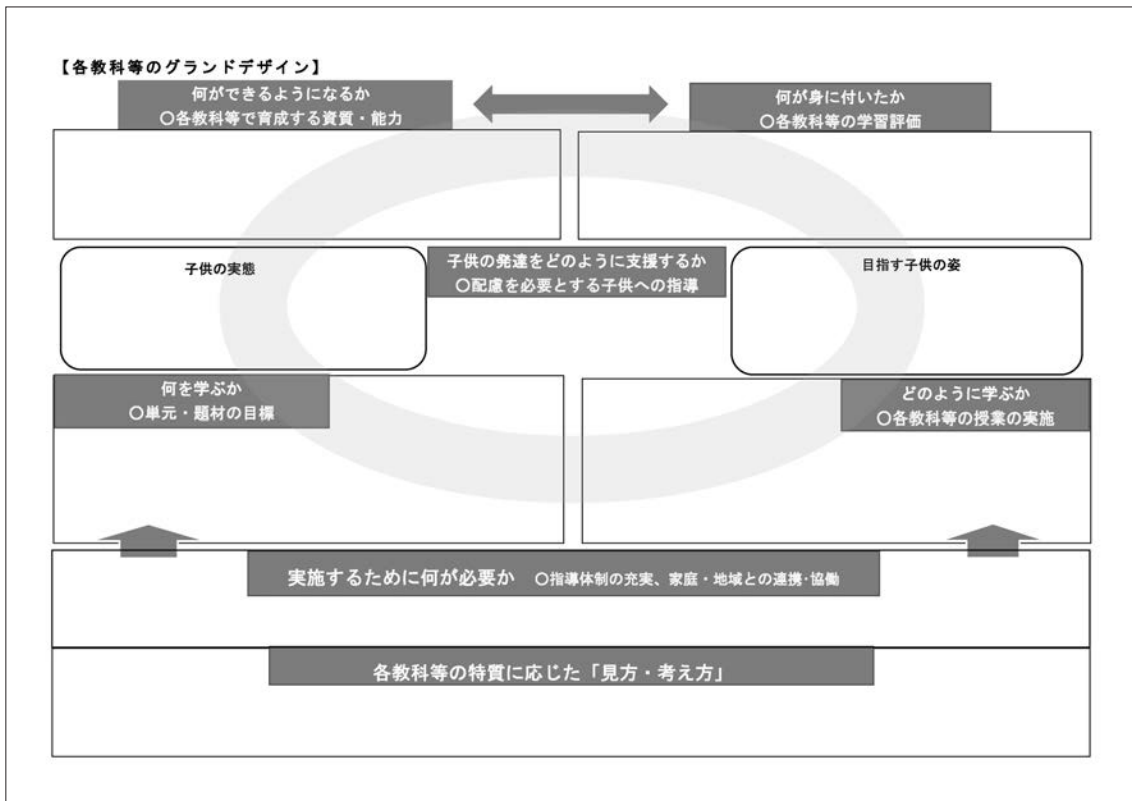 【各教科等のグランドデザイン】
何ができるようになるか
○各教科等で育成する資質・能力
何が身に付いたか
○各教科等の学習評価
子供の実態
子供の発達をどのように支援するか
○配慮を必要とする子供への指導
目指す子供の姿
何を学ぶか
○単元・題材の目標
どのように学ぶか
○各教科等の授業の実施
実施するために何が必要か ○指導体制の充実、家庭・地域との連携・協働
各教科等の特質に応じた「見方・考え方」